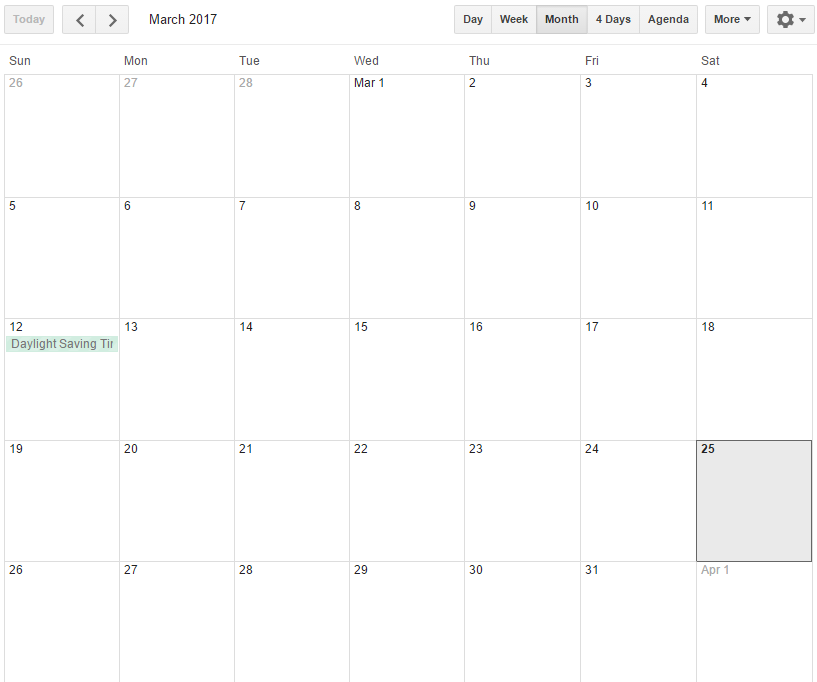 Today March 2017 Day Week Month 4 Days Agenda More
Sun Mon Tue Wed Thu Fri Sat
26 27 28 Mar 1 2 3 4
5 6 7 8 9 10 11
12 13 14 15 16 17 18
Daylight Saving Tir
19 20 21 22 23 24 25
26 27 28 29 30 31 Apr 1